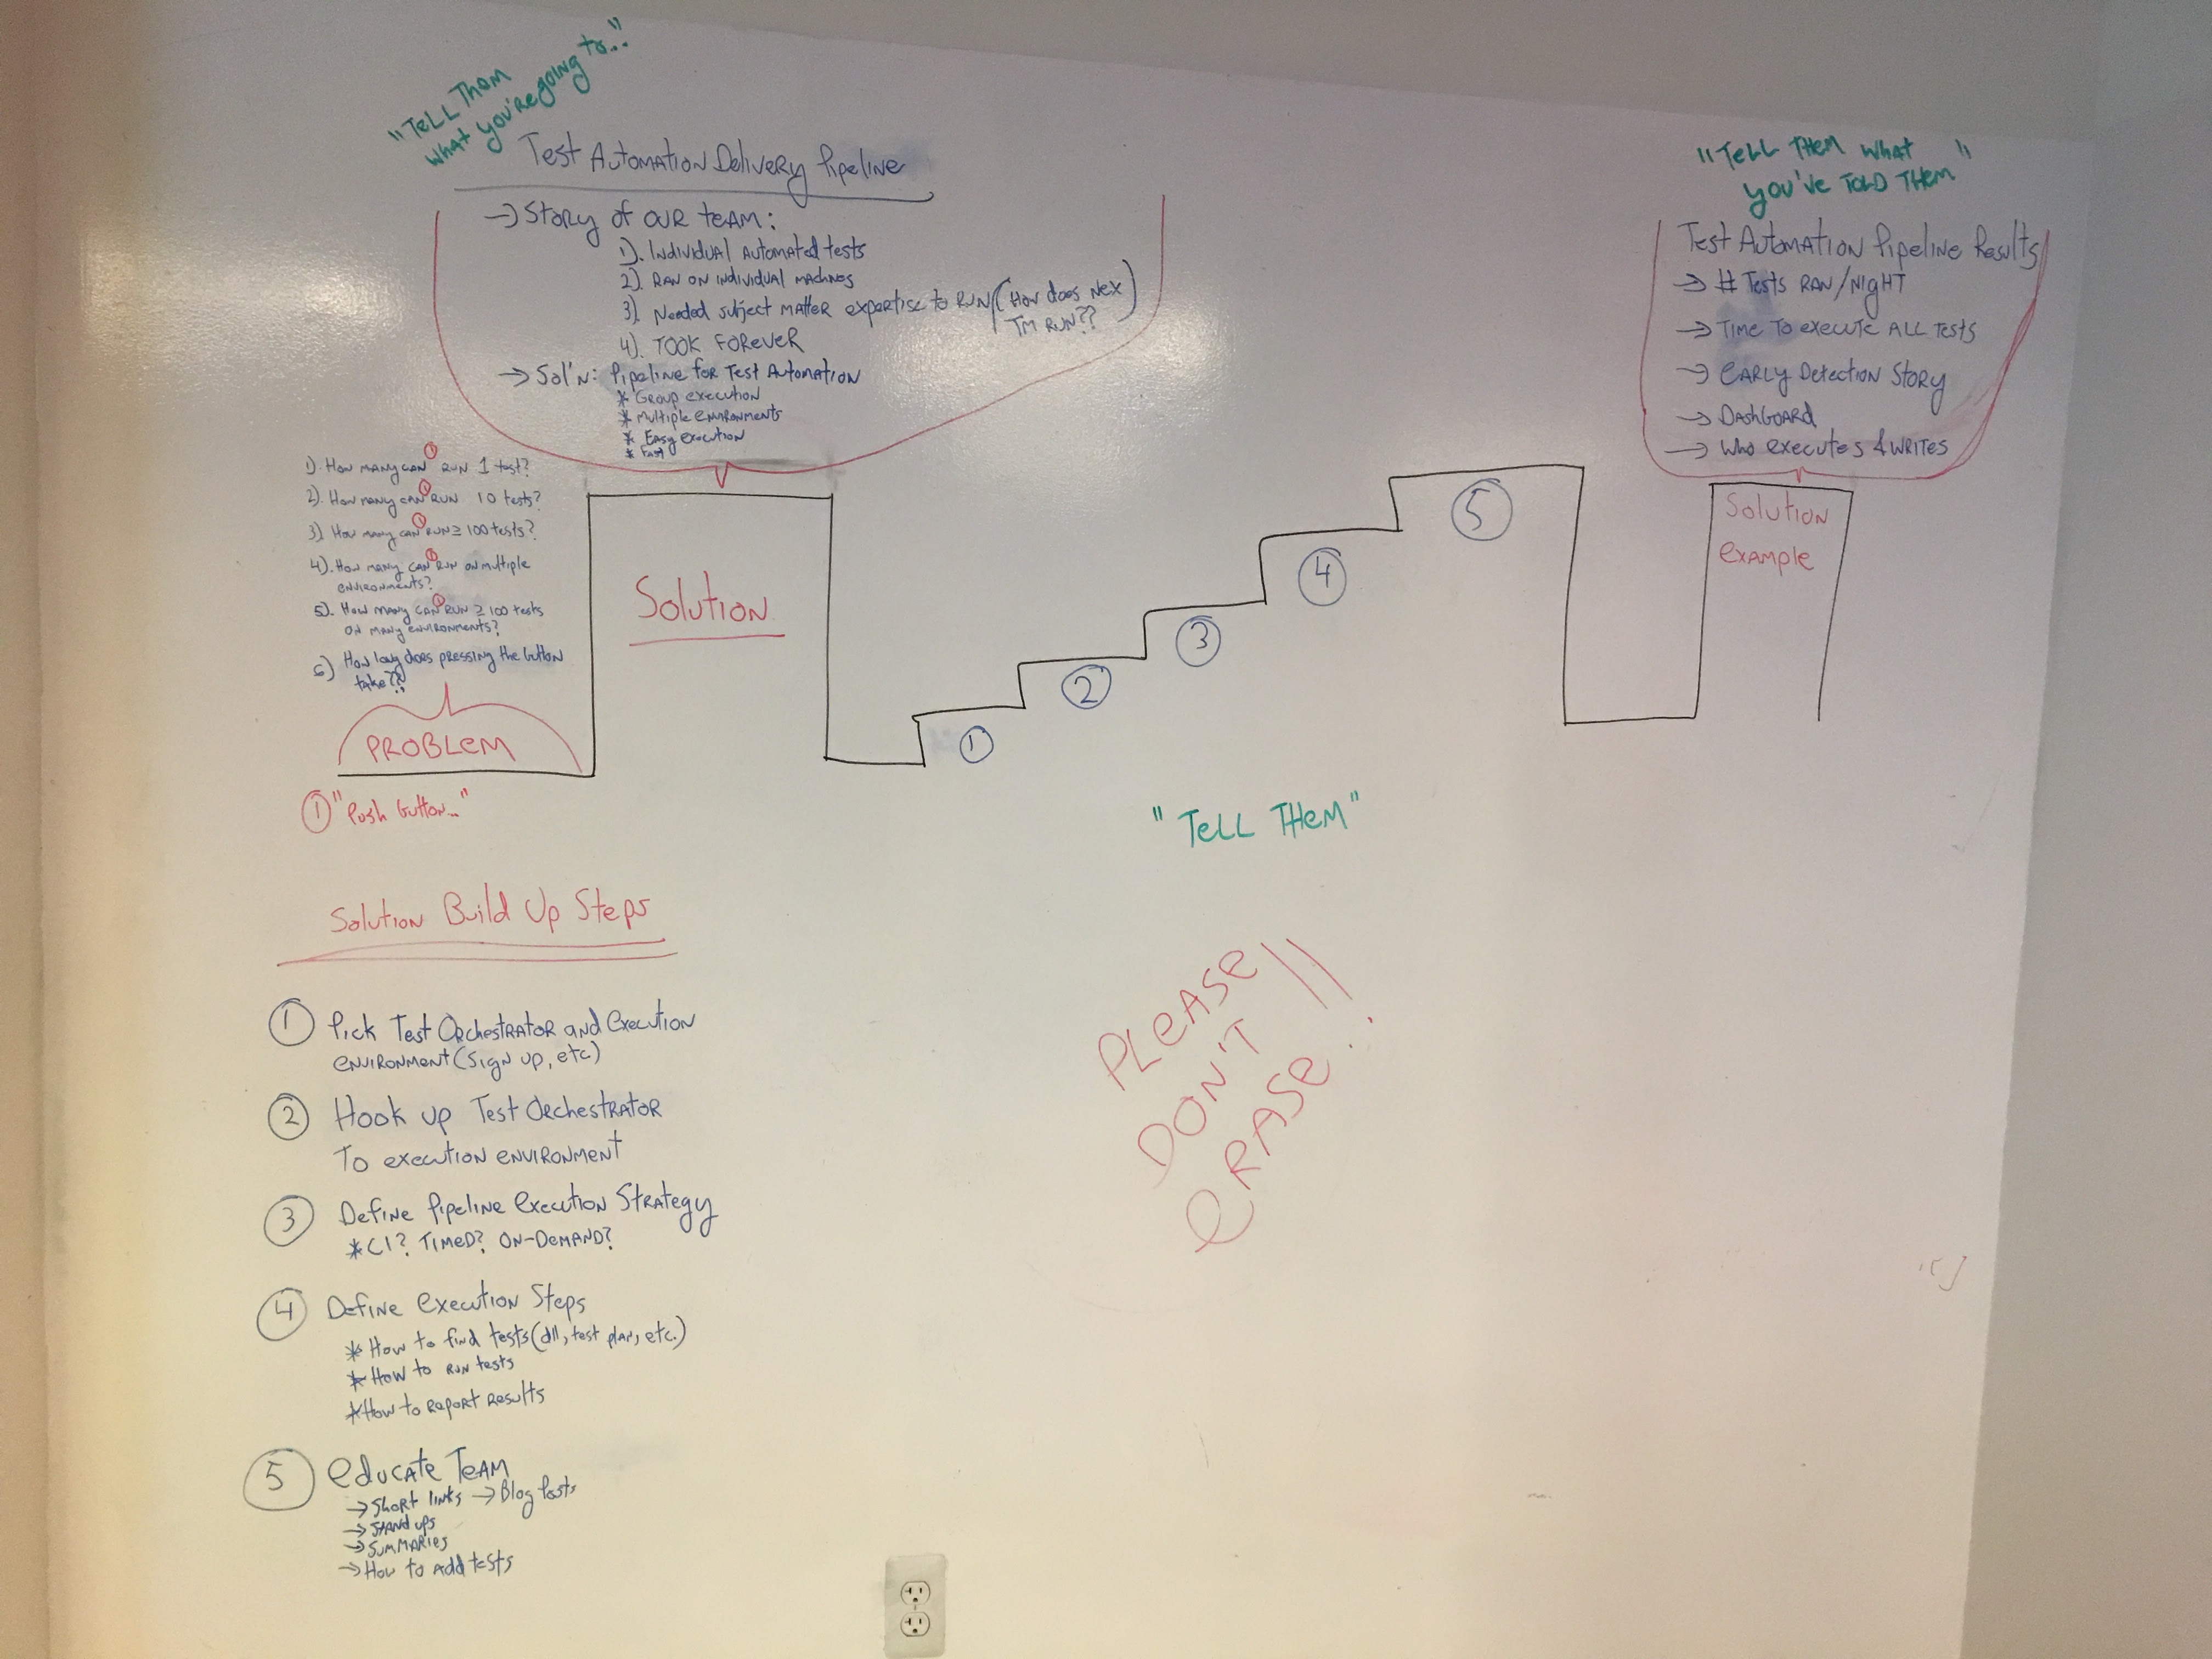 "Tell Them
what you're going to.."
Test Automation Delivery Pipeline
→ Story of our team:
1). Individual Automated tests
2). Ran on individual machines
3). Needed subject matter expertise to run (How does Nex
TM Run??)
4). Took forever
→ Sol'n: Pipeline for Test Automation
* Group execution
* Multiple environments
* Easy execution
* Fast
1). How many can ① run 1 test?
2). How many can ① run 10 tests?
3). How many can ① run ≥ 100 tests?
4). How many can ① run on multiple
environments?
5). How many can ① run ≥ 100 tests
on many environments?
6) How long does pressing the button
take??
PROBLEM
① "Push button..."
Solution
①
②
③
④
⑤
"Tell Them"
"Tell them what
you've told them"
Test Automation Pipeline Results
→ # Tests ran/night
→ Time to execute all tests
→ Early Detection Story
→ Dashboard
→ Who executes & writes
Solution
example
Solution Build Up Steps
① Pick Test Orchestrator and execution
environment (sign up, etc)
② Hook up Test Orchestrator
to execution environment
③ Define Pipeline execution Strategy
* CI? Timed? On-Demand?
④ Define execution Steps
* How to find tests (dll, test plan, etc.)
* How to run tests
* How to report results
⑤ Educate Team
→ Short links → Blog Posts
→ Stand ups
→ Summaries
→ How to add tests
PLEASE
DON'T
ERASE!!